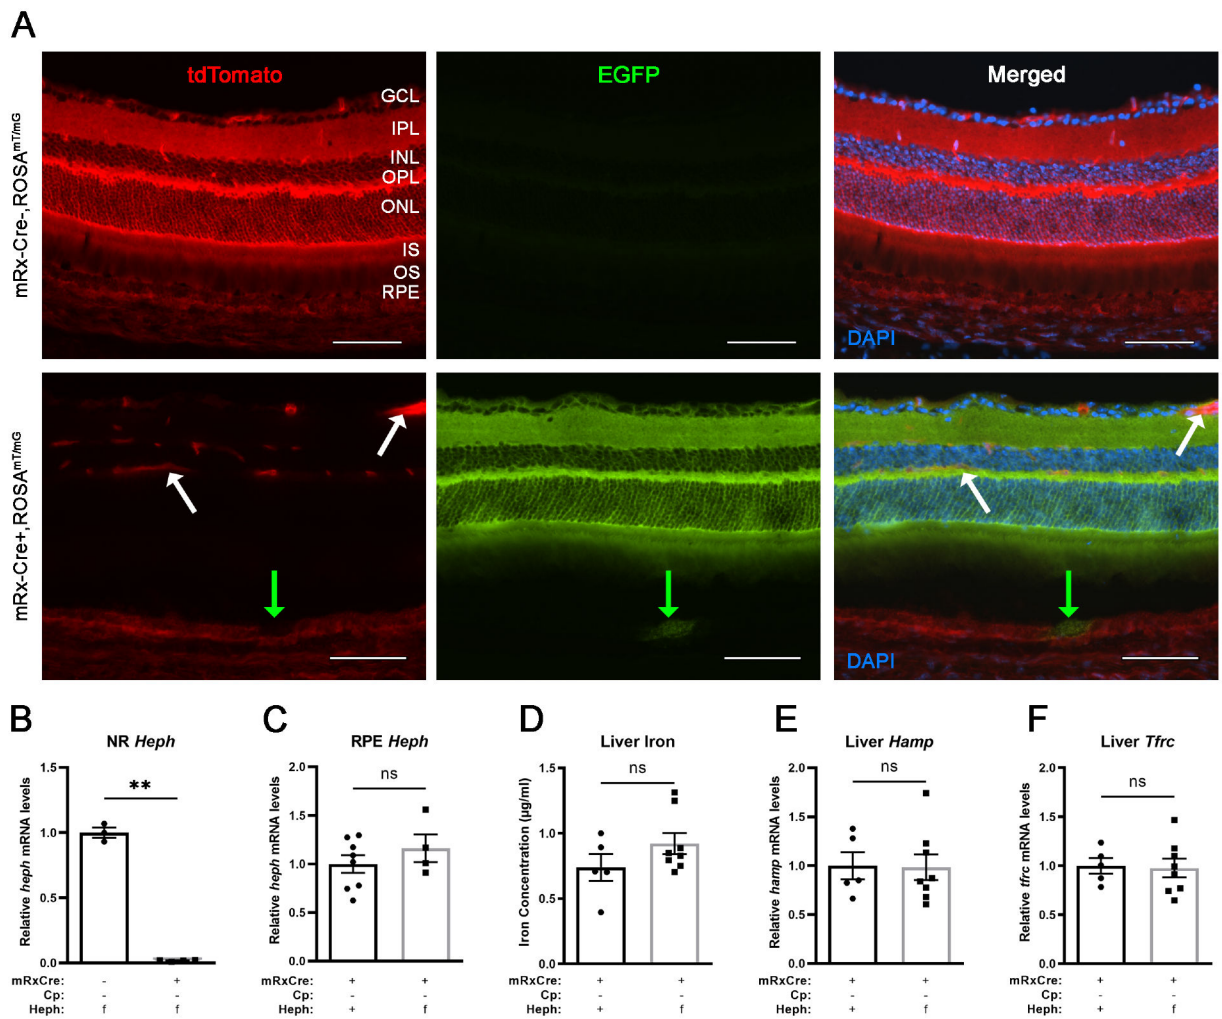 A
tdTomato
EGFP
Merged
mRx-Cre-,ROSAmT/mG
GCL
IPL
INL
OPL
ONL
IS
OS
RPE
DAPI
mRx-Cre+,ROSAmT/mG
DAPI
B
NR Heph
Relative heph mRNA levels
1.5
1.0
0.5
0.0
**
mRxCre: - +
Cp: - -
Heph: f f
C
RPE Heph
Relative heph mRNA levels
2.0
1.5
1.0
0.5
0.0
ns
mRxCre: + +
Cp: - -
Heph: + f
D
Liver Iron
Iron Concentration (µg/ml)
1.5
1.0
0.5
0.0
ns
mRxCre: + +
Cp: - -
Heph: + f
E
Liver Hamp
Relative hamp mRNA levels
2.0
1.5
1.0
0.5
0.0
ns
mRxCre: + +
Cp: - -
Heph: + f
F
Liver Tfrc
Relative tfrc mRNA levels
2.0
1.5
1.0
0.5
0.0
ns
mRxCre: + +
Cp: - -
Heph: + f